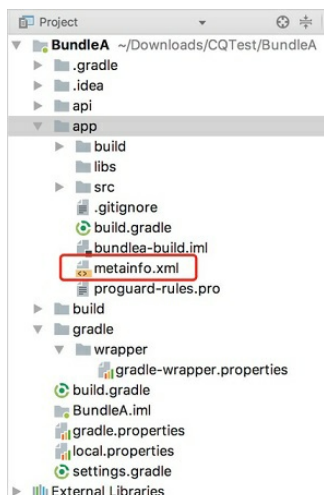 Project
BundleA ~/Downloads/CQTest/BundleA
.gradle
.idea
api
app
build
libs
src
.gitignore
build.gradle
bundlea-build.iml
metainfo.xml
proguard-rules.pro
build
gradle
wrapper
gradle-wrapper.properties
build.gradle
BundleA.iml
gradle.properties
local.properties
settings.gradle
External Libraries